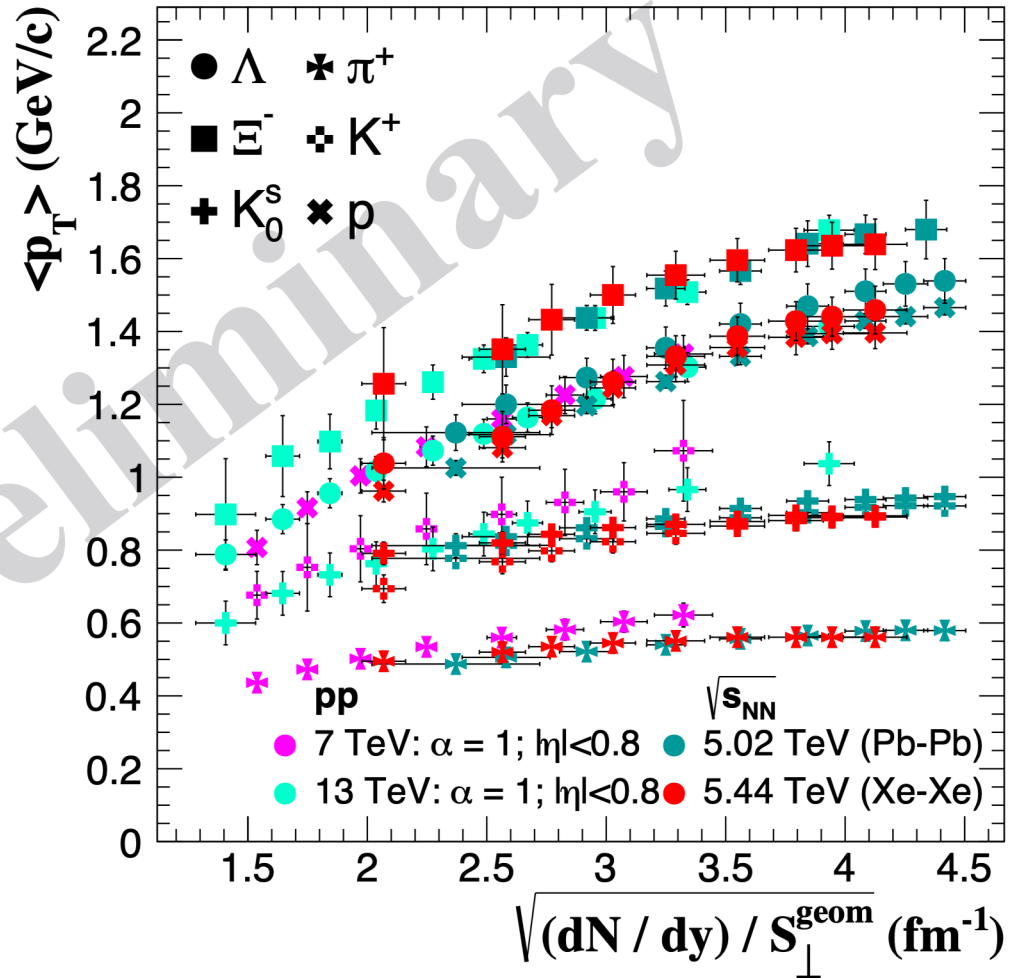 <p_T> (GeV/c)
2.2
2
1.8
1.6
1.4
1.2
1
0.8
0.6
0.4
0.2
0
eliminary
Λ π⁺
Ξ⁻ K⁺
K₀ˢ p
pp
7 TeV: α = 1; |η|<0.8
13 TeV: α = 1; |η|<0.8
√s_NN
5.02 TeV (Pb-Pb)
5.44 TeV (Xe-Xe)
1.5 2 2.5 3 3.5 4 4.5
√(dN / dy) / S_⊥^geom (fm⁻¹)